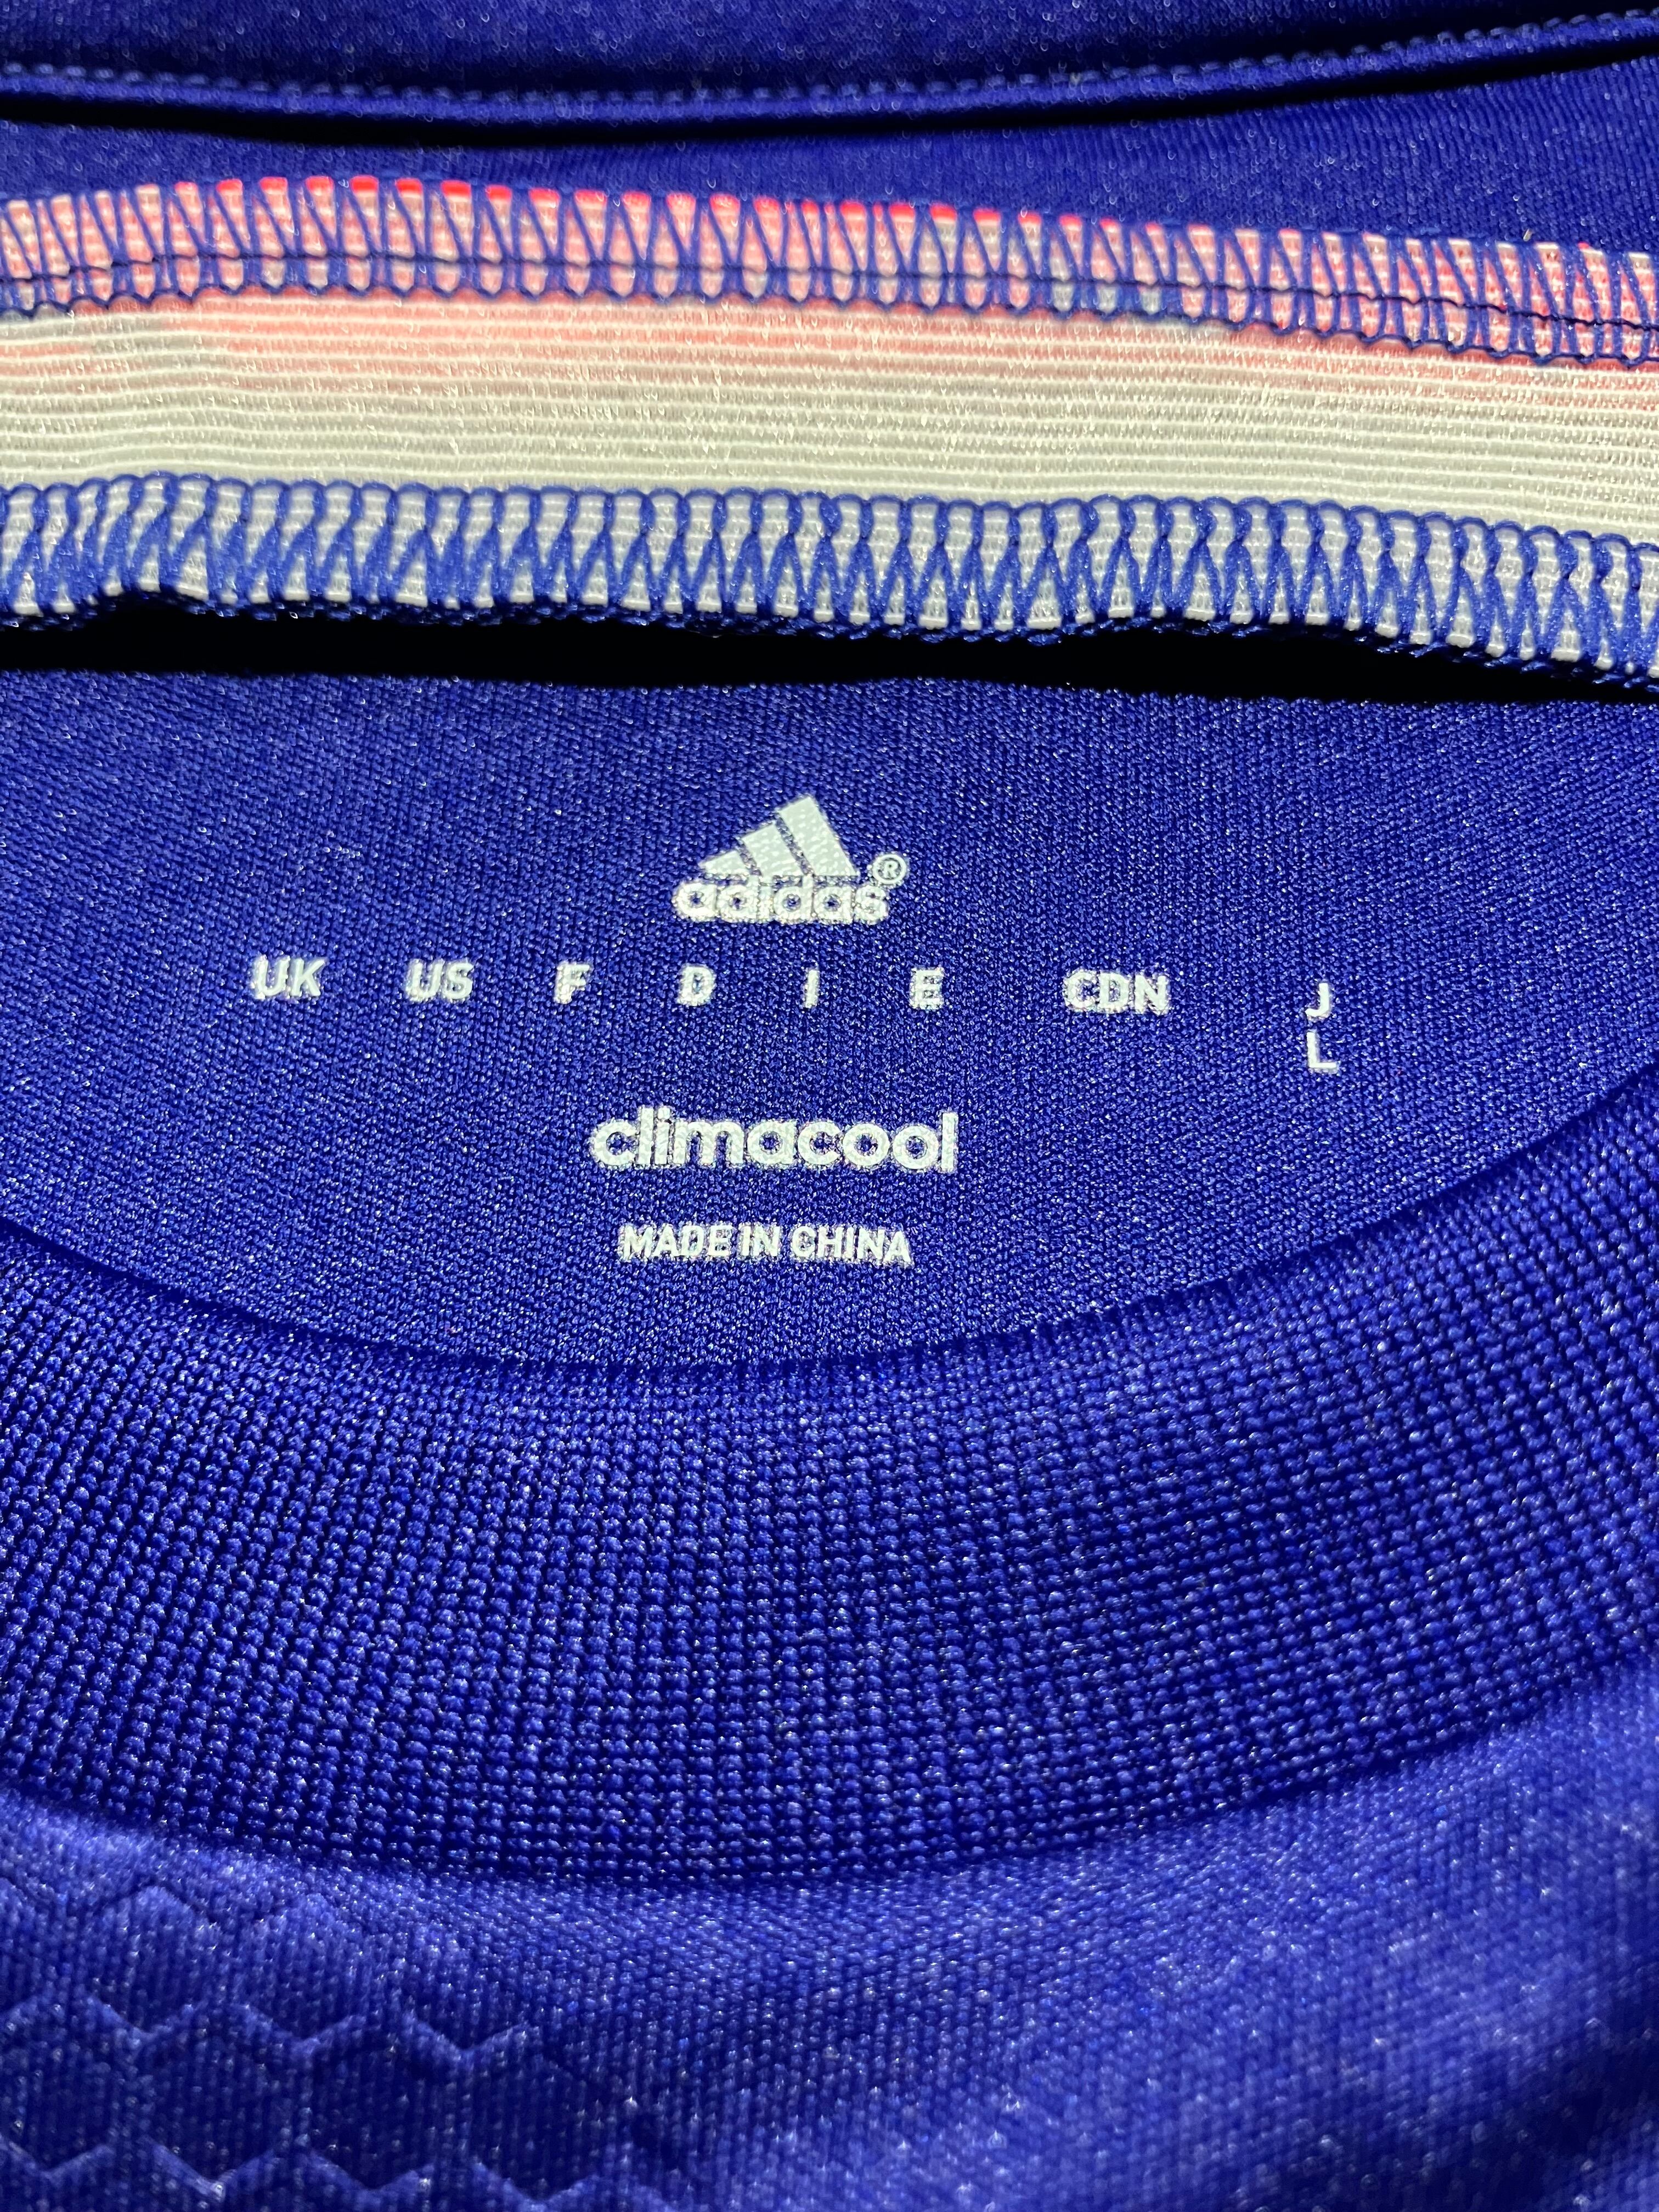 adidas®
UK US F D I E CDN J
L
climacool
MADE IN CHINA